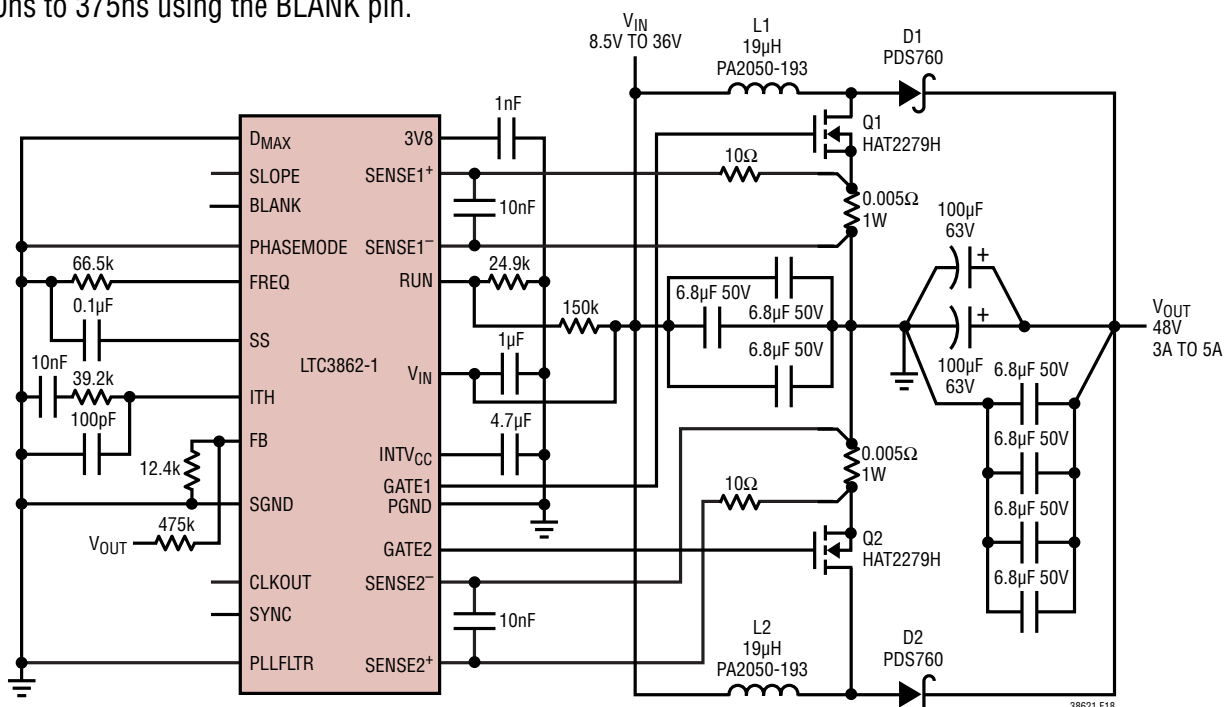 0ns to 375ns using the BLANK pin.
V_IN
8.5V TO 36V
L1
19µH
PA2050-193
D1
PDS760
1nF
D_MAX
3V8
Q1
HAT2279H
SLOPE
SENSE1+
10Ω
BLANK
10nF
0.005Ω
1W
100µF
63V
+
PHASEMODE
SENSE1–
66.5k
FREQ
RUN
24.9k
6.8µF 50V
6.8µF 50V
6.8µF 50V
150k
0.1µF
SS
LTC3862-1
V_IN
1µF
+
100µF
63V
V_OUT
48V
3A TO 5A
10nF
39.2k
ITH
100pF
6.8µF 50V
6.8µF 50V
6.8µF 50V
6.8µF 50V
FB
12.4k
INTV_CC
4.7µF
GATE1
PGND
0.005Ω
1W
10Ω
SGND
475k
V_OUT
GATE2
Q2
HAT2279H
CLKOUT
SENSE2–
SYNC
10nF
PLLFLTR
SENSE2+
L2
19µH
PA2050-193
D2
PDS760
38621 F18